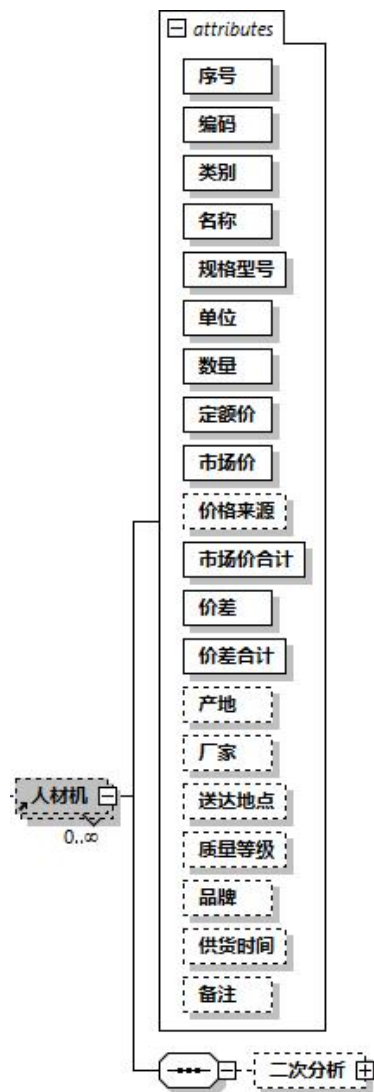 attributes
序号
编码
类别
名称
规格型号
单位
数量
定额价
市场价
价格来源
市场价合计
价差
价差合计
产地
厂家
人材机
送达地点
0..∞
质量等级
品牌
供货时间
备注
二次分析